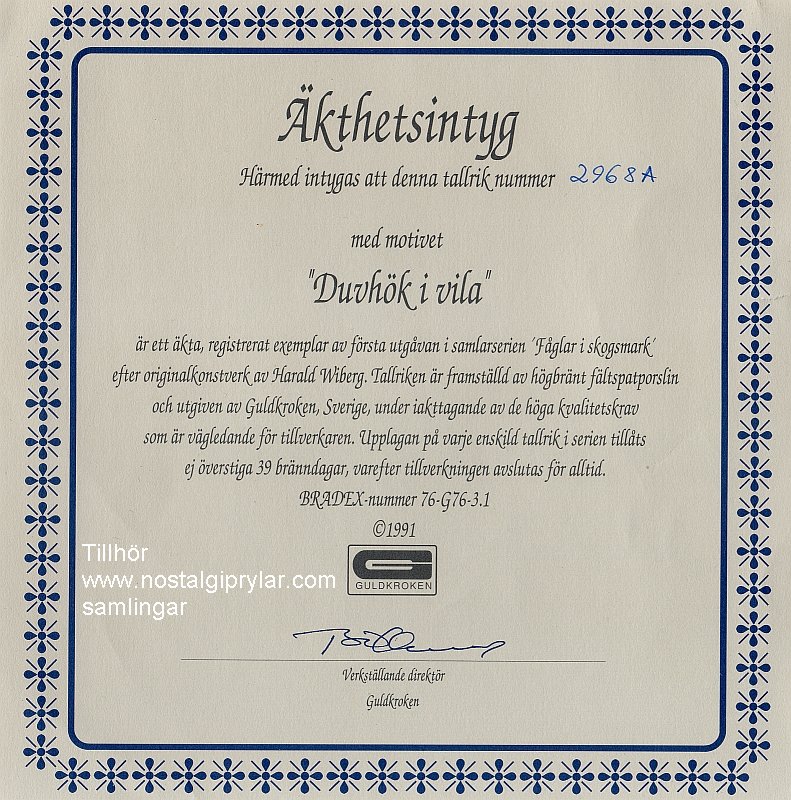 Äkthetsintyg
Härmed intygas att denna tallrik nummer 2968A
med motivet
"Duvhök i vila"
är ett äkta, registrerat exemplar av första utgåvan i samlarserien ´Fåglar i skogsmark´
efter originalkonstverk av Harald Wiberg. Tallriken är framställd av högbränt fältspatporslin
och utgiven av Guldkroken, Sverige, under iakttagande av de höga kvalitetskrav
som är vägledande för tillverkaren. Upplagan på varje enskild tallrik i serien tillåts
ej överstiga 39 bränndagar, varefter tillverkningen avslutas för alltid.
BRADEX-nummer 76-G76-3.1
©1991
GULDKROKEN
Tillhör
www.nostalgiprylar.com
samlingar
Verkställande direktör
Guldkroken